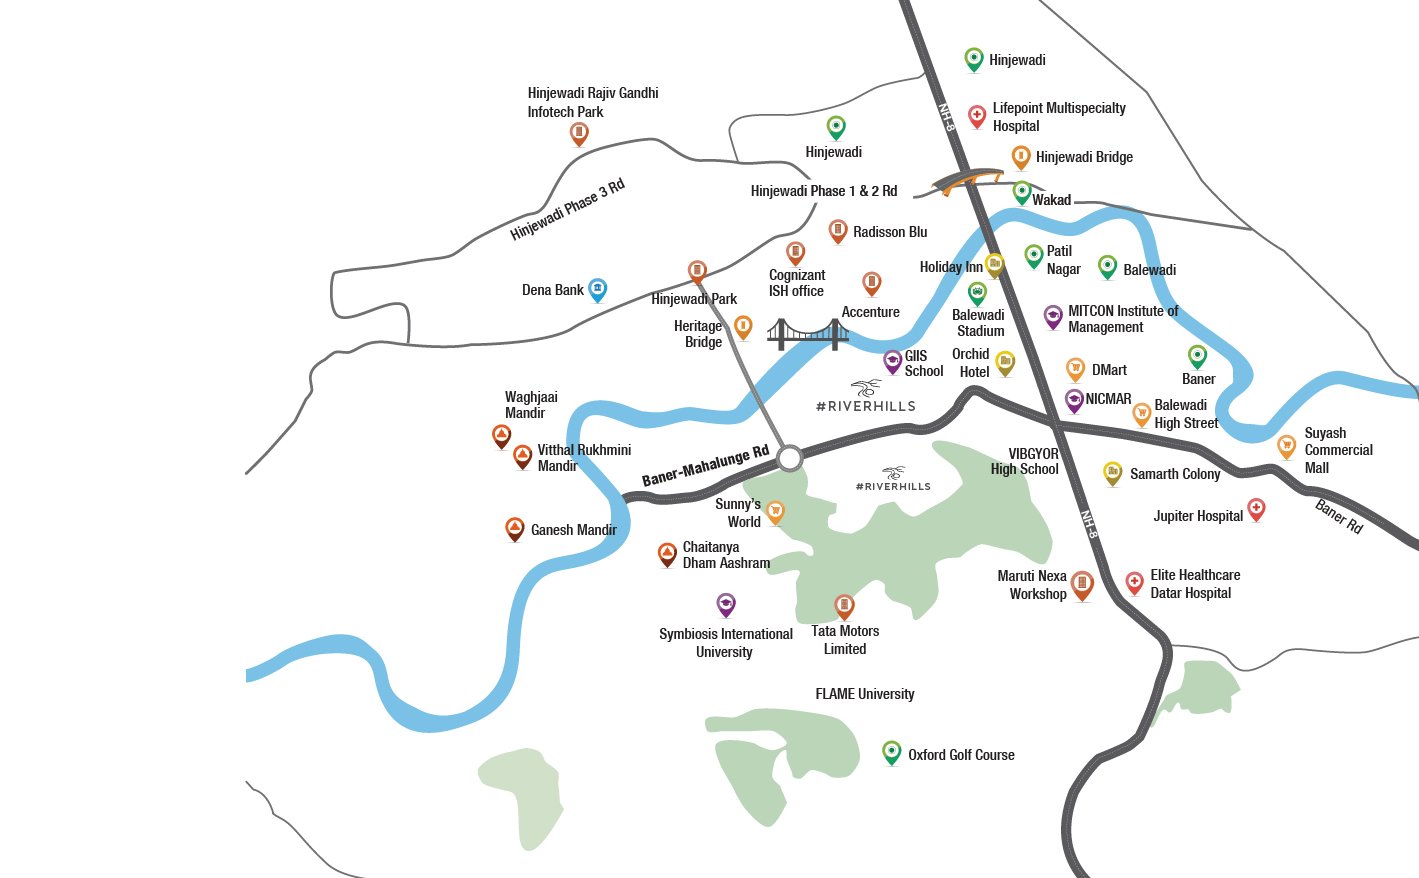 Hinjewadi
Hinjewadi Rajiv Gandhi
Infotech Park
Lifepoint Multispecialty
Hospital
NH-8
Hinjewadi
Hinjewadi Bridge
Hinjewadi Phase 3 Rd
Hinjewadi Phase 1 & 2 Rd
Wakad
Radisson Blu
Patil
Nagar
Holiday Inn
Balewadi
Cognizant
ISH office
Dena Bank
Hinjewadi Park
Accenture
Balewadi
Stadium
MITCON Institute of
Management
Heritage
Bridge
GIIS
School
Orchid
Hotel
DMart
Baner
#RIVERHILLS
NICMAR
Balewadi
High Street
Waghjaai
Mandir
Vitthal Rukhmini
Mandir
Suyash
Commercial
Mall
Baner-Mahalunge Rd
VIBGYOR
High School
Samarth Colony
#RIVERHILLS
Sunny's
World
Jupiter Hospital
Baner Rd
NH-8
Ganesh Mandir
Chaitanya
Dham Aashram
Maruti Nexa
Workshop
Elite Healthcare
Datar Hospital
Symbiosis International
University
Tata Motors
Limited
FLAME University
Oxford Golf Course